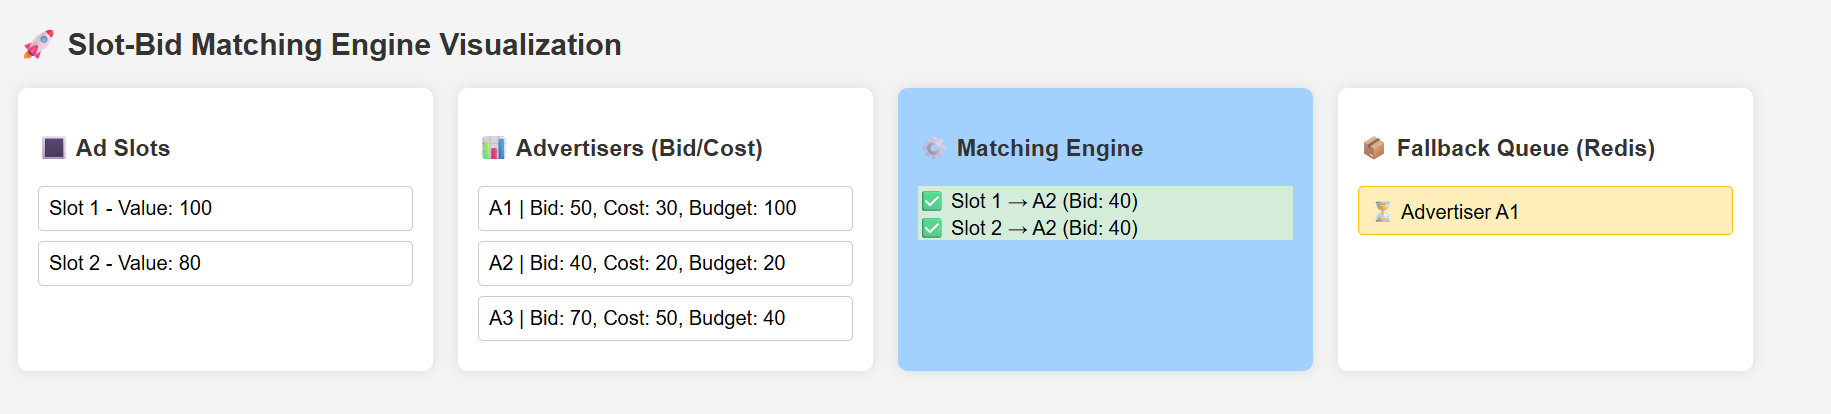 🚀 Slot-Bid Matching Engine Visualization
🔳 Ad Slots
Slot 1 - Value: 100
Slot 2 - Value: 80
📊 Advertisers (Bid/Cost)
A1 | Bid: 50, Cost: 30, Budget: 100
A2 | Bid: 40, Cost: 20, Budget: 20
A3 | Bid: 70, Cost: 50, Budget: 40
⚙️ Matching Engine
✅ Slot 1 → A2 (Bid: 40)
✅ Slot 2 → A2 (Bid: 40)
📦 Fallback Queue (Redis)
⏳ Advertiser A1